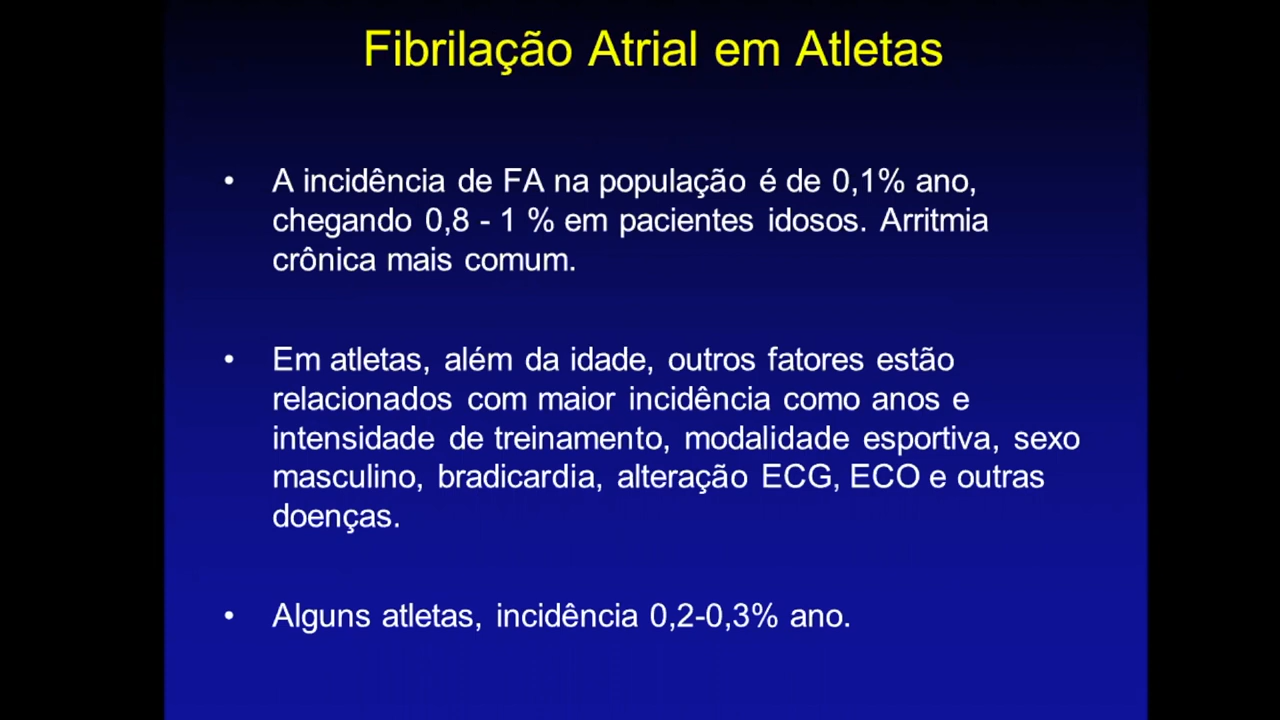 Fibrilação Atrial em Atletas
• A incidência de FA na população é de 0,1% ano,
chegando 0,8 - 1 % em pacientes idosos. Arritmia
crônica mais comum.
• Em atletas, além da idade, outros fatores estão
relacionados com maior incidência como anos e
intensidade de treinamento, modalidade esportiva, sexo
masculino, bradicardia, alteração ECG, ECO e outras
doenças.
• Alguns atletas, incidência 0,2-0,3% ano.